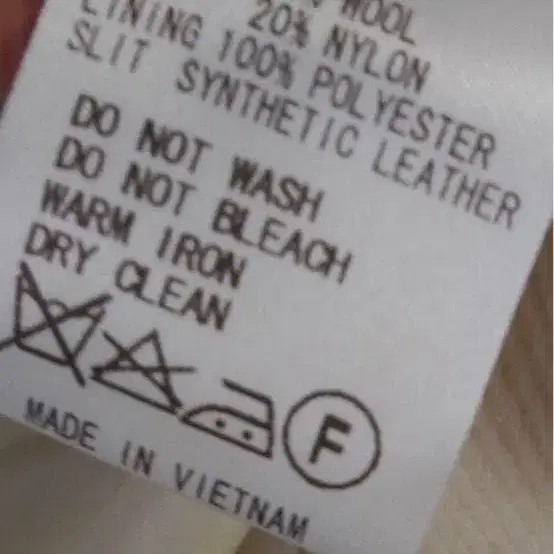 WOOL
20% NYLON
LINING 100% POLYESTER
SLIT SYNTHETIC LEATHER
DO NOT WASH
DO NOT BLEACH
WARM IRON
DRY CLEAN
F
MADE IN VIETNAM